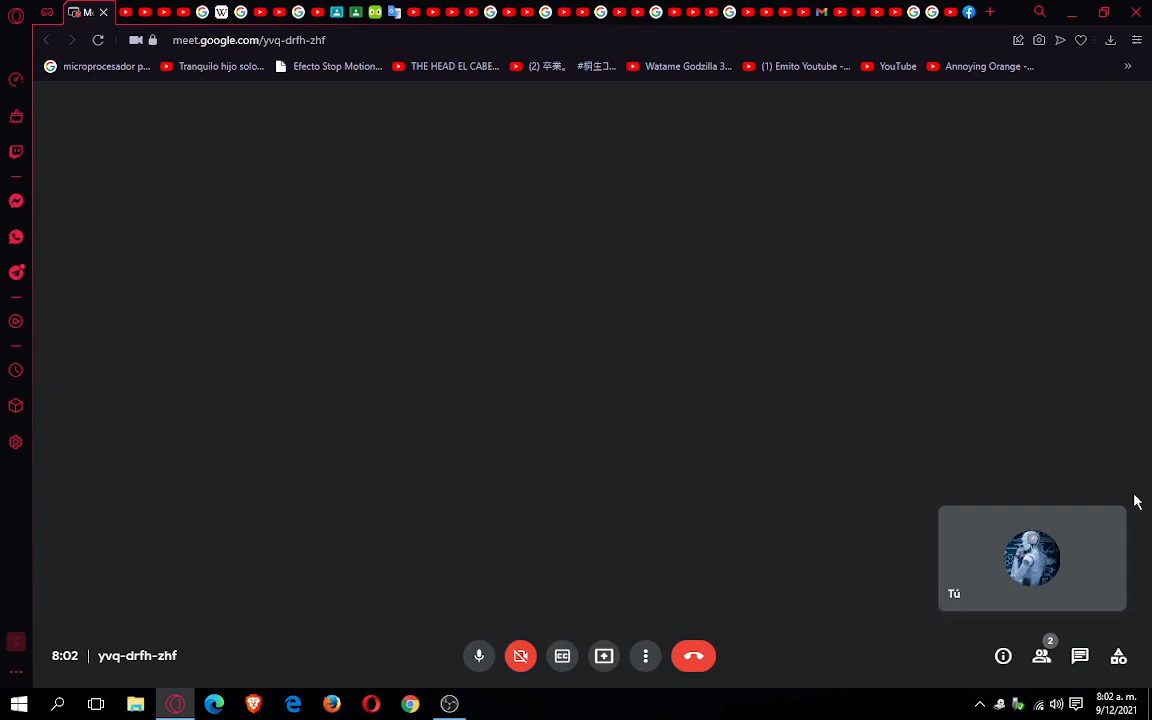 M
meet.google.com/yvq-drfh-zhf
microprocesador p...
Tranquilo hijo solo...
Efecto Stop Motion...
THE HEAD EL CABE...
(2) 卒業。 #桐生コ...
Watame Godzilla 3...
(1) Emito Youtube -...
YouTube
Annoying Orange -...
Tú
8:02 | yvq-drfh-zhf
2
8:02 a. m.
9/12/2021